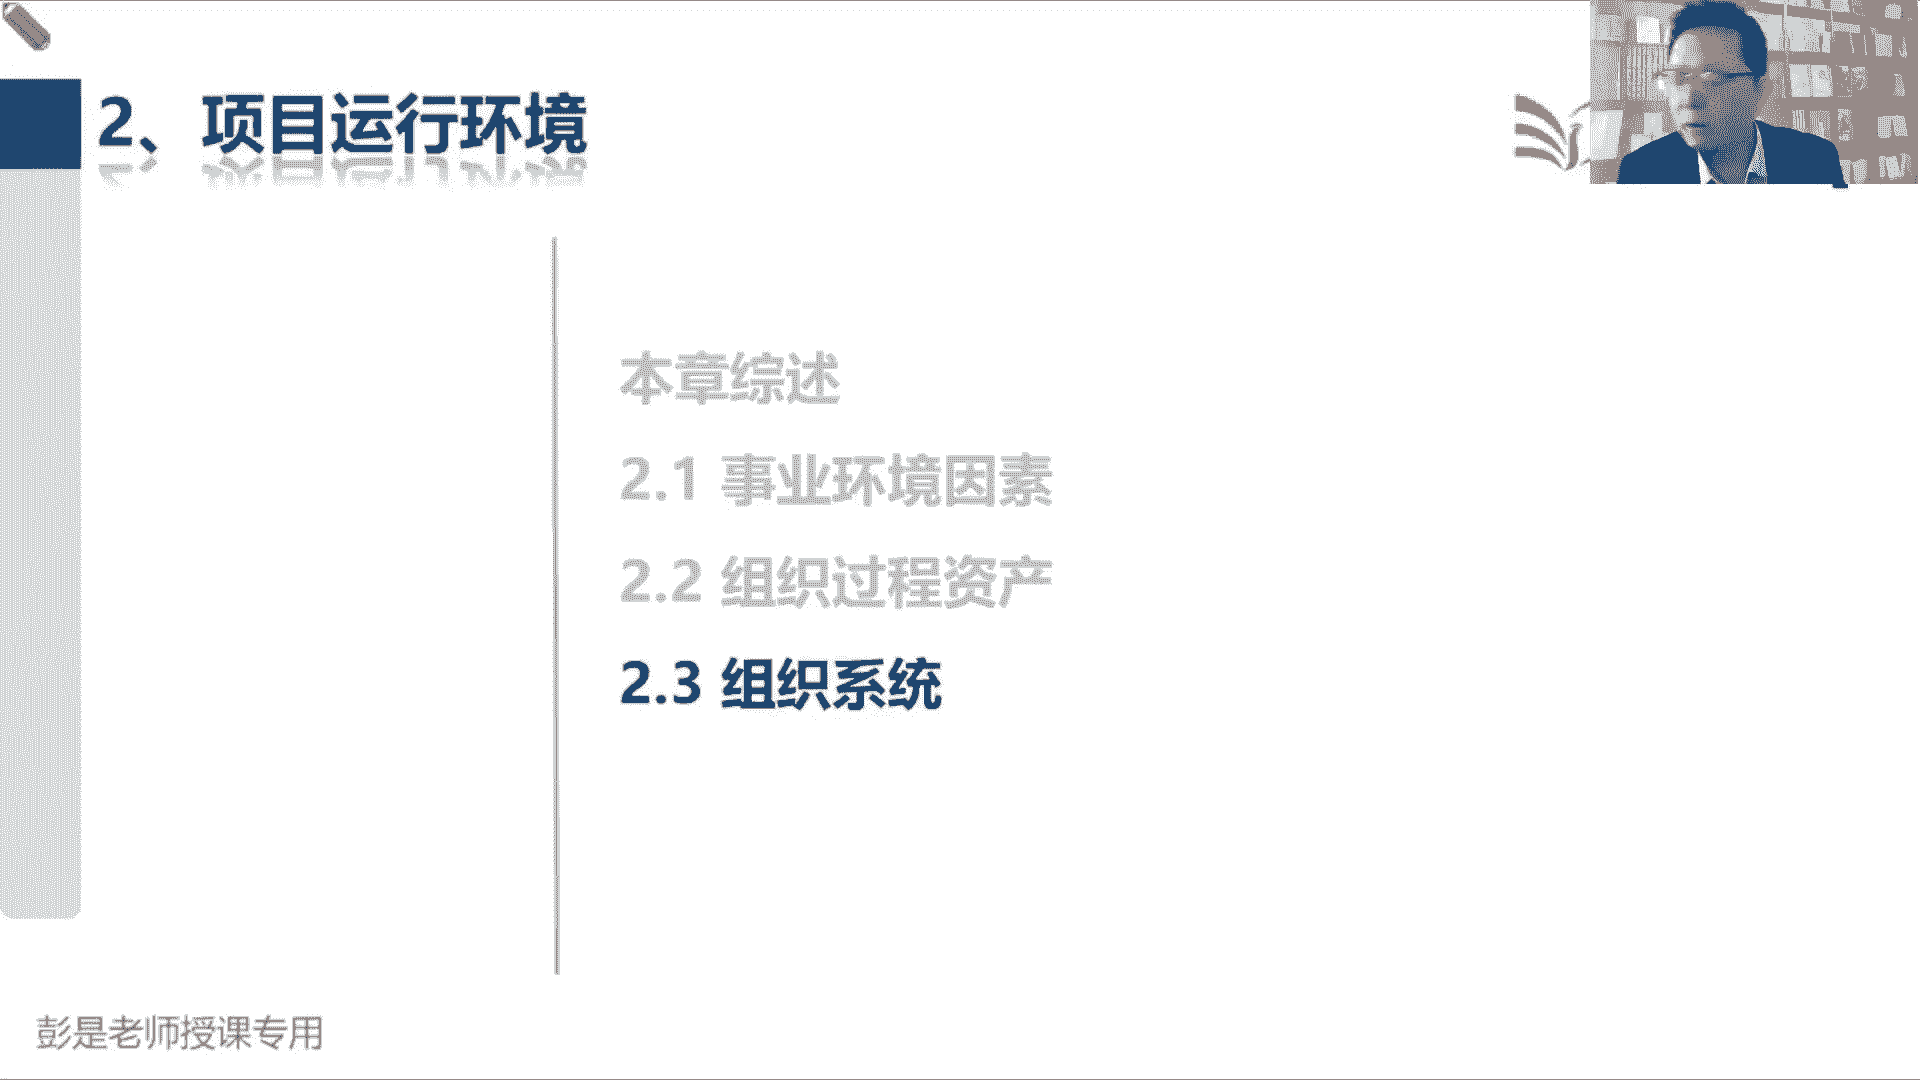 2、项目运行环境
本章综述
2.1 事业环境因素
2.2 组织过程资产
2.3 组织系统
彭是老师授课专用